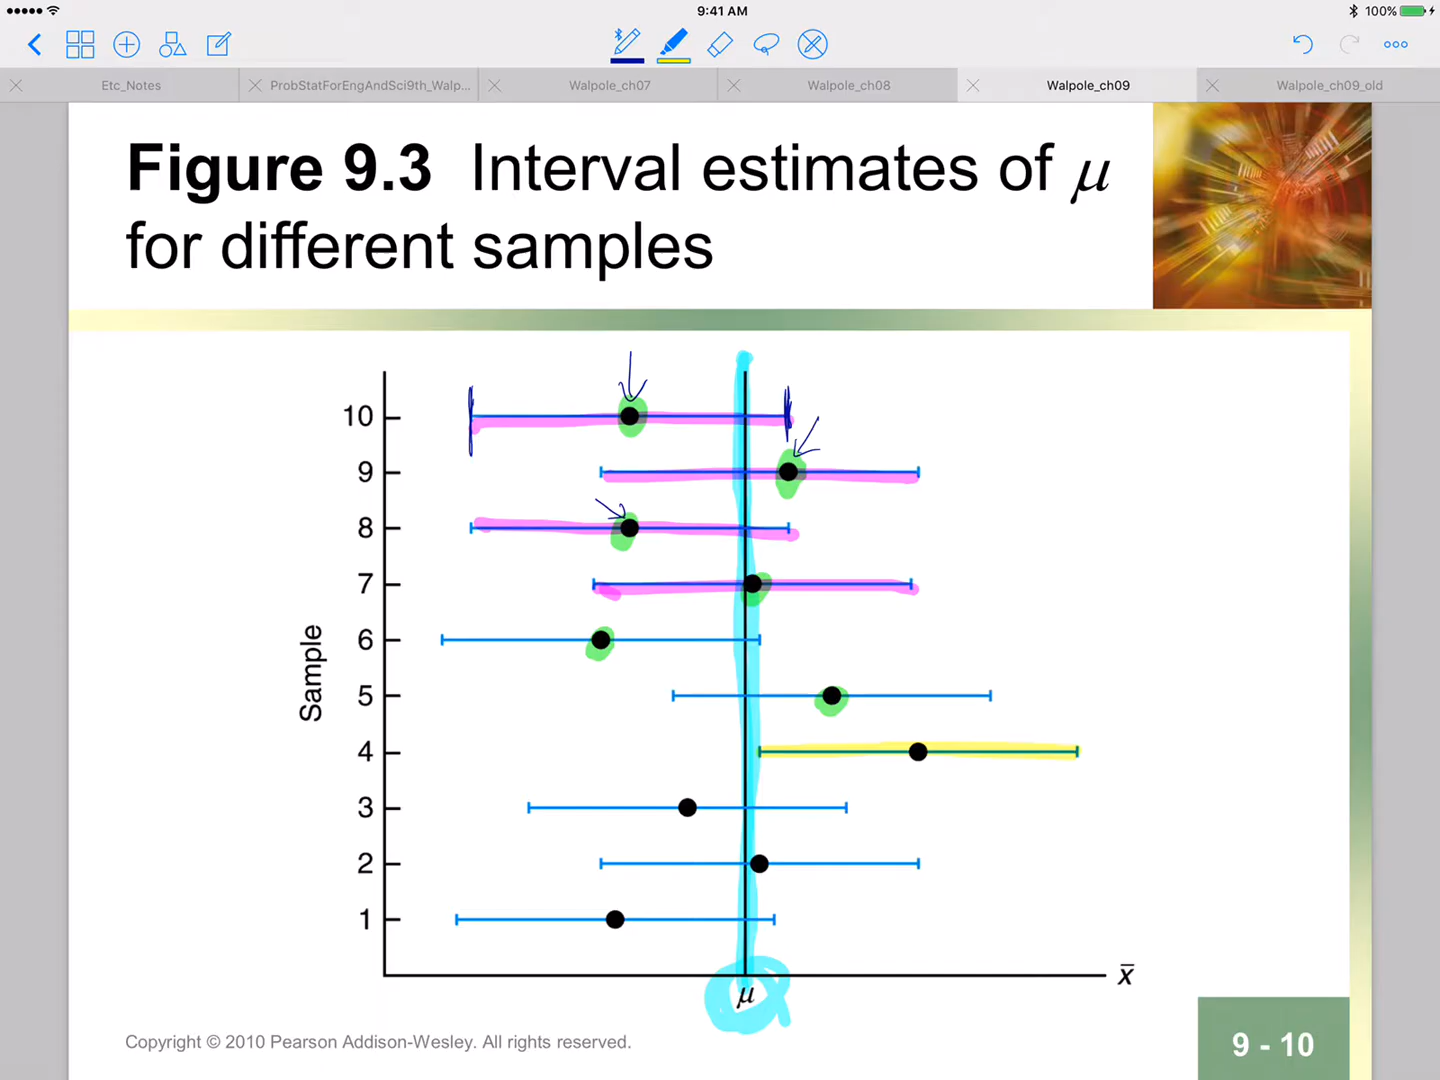 9:41 AM
100%
Etc_Notes
ProbStatForEngAndSci9th_Walp...
Walpole_ch07
Walpole_ch08
Walpole_ch09
Walpole_ch09_old
Figure 9.3 Interval estimates of μ
for different samples
10
9
8
7
6
5
4
3
2
1
Sample
x̄
μ
Copyright © 2010 Pearson Addison-Wesley. All rights reserved.
9 - 10